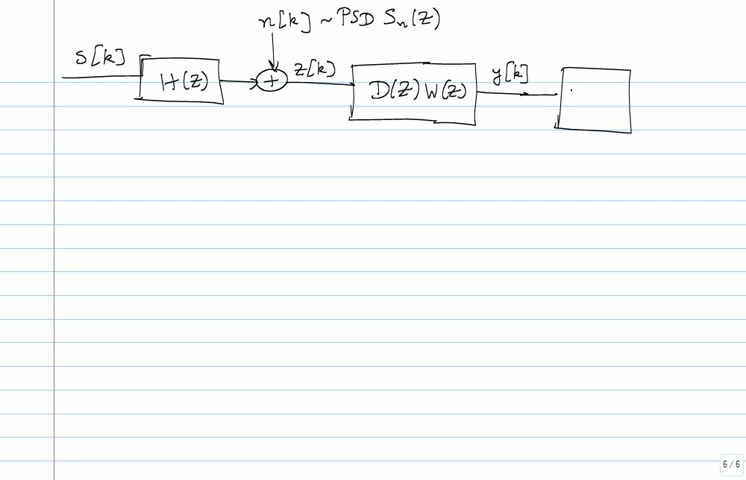 n[k] ~ PSD Sn(z)
s[k]
H(z)
+
z[k]
D(z) W(z)
y[k]
6 / 6